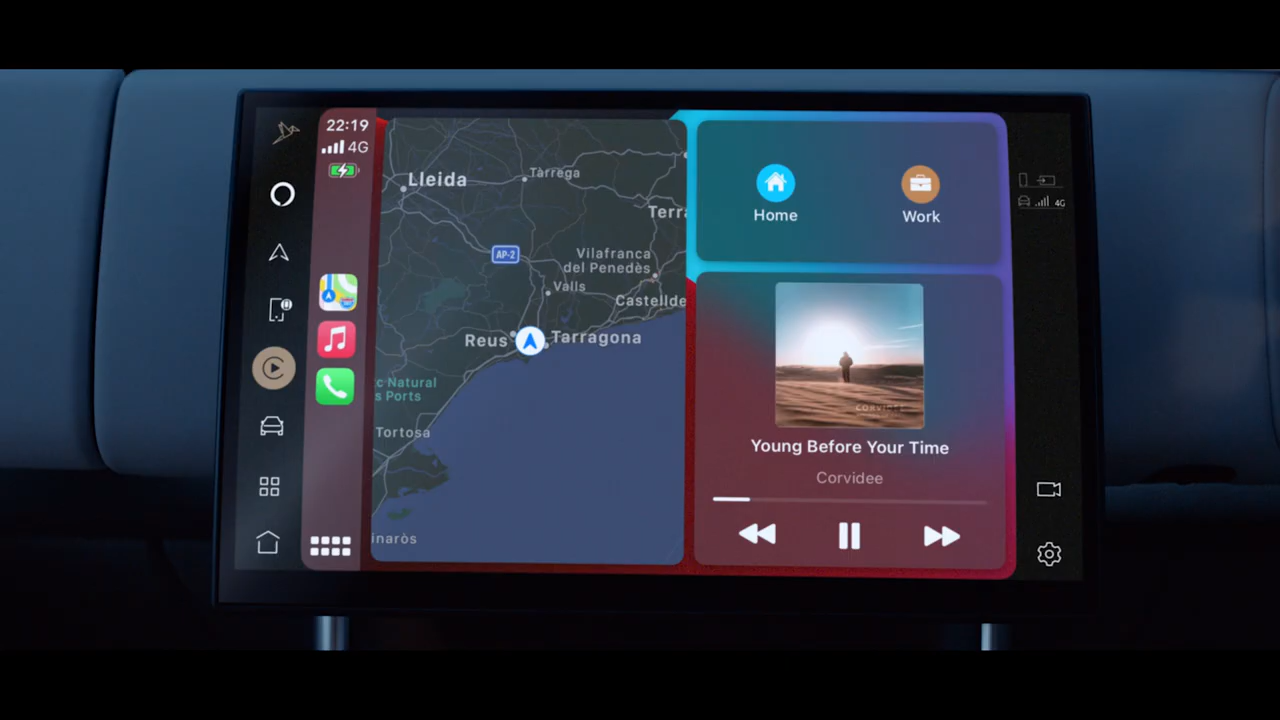 22:19
4G
Lleida
Tàrrega
Terra
AP-2
Vilafranca
del Penedès
Valls
Castellde
Reus
Tarragona
c Natural
s Ports
Tortosa
inaròs
Home
Work
CORVIDEE
Young Before Your Time
Corvidee
4G